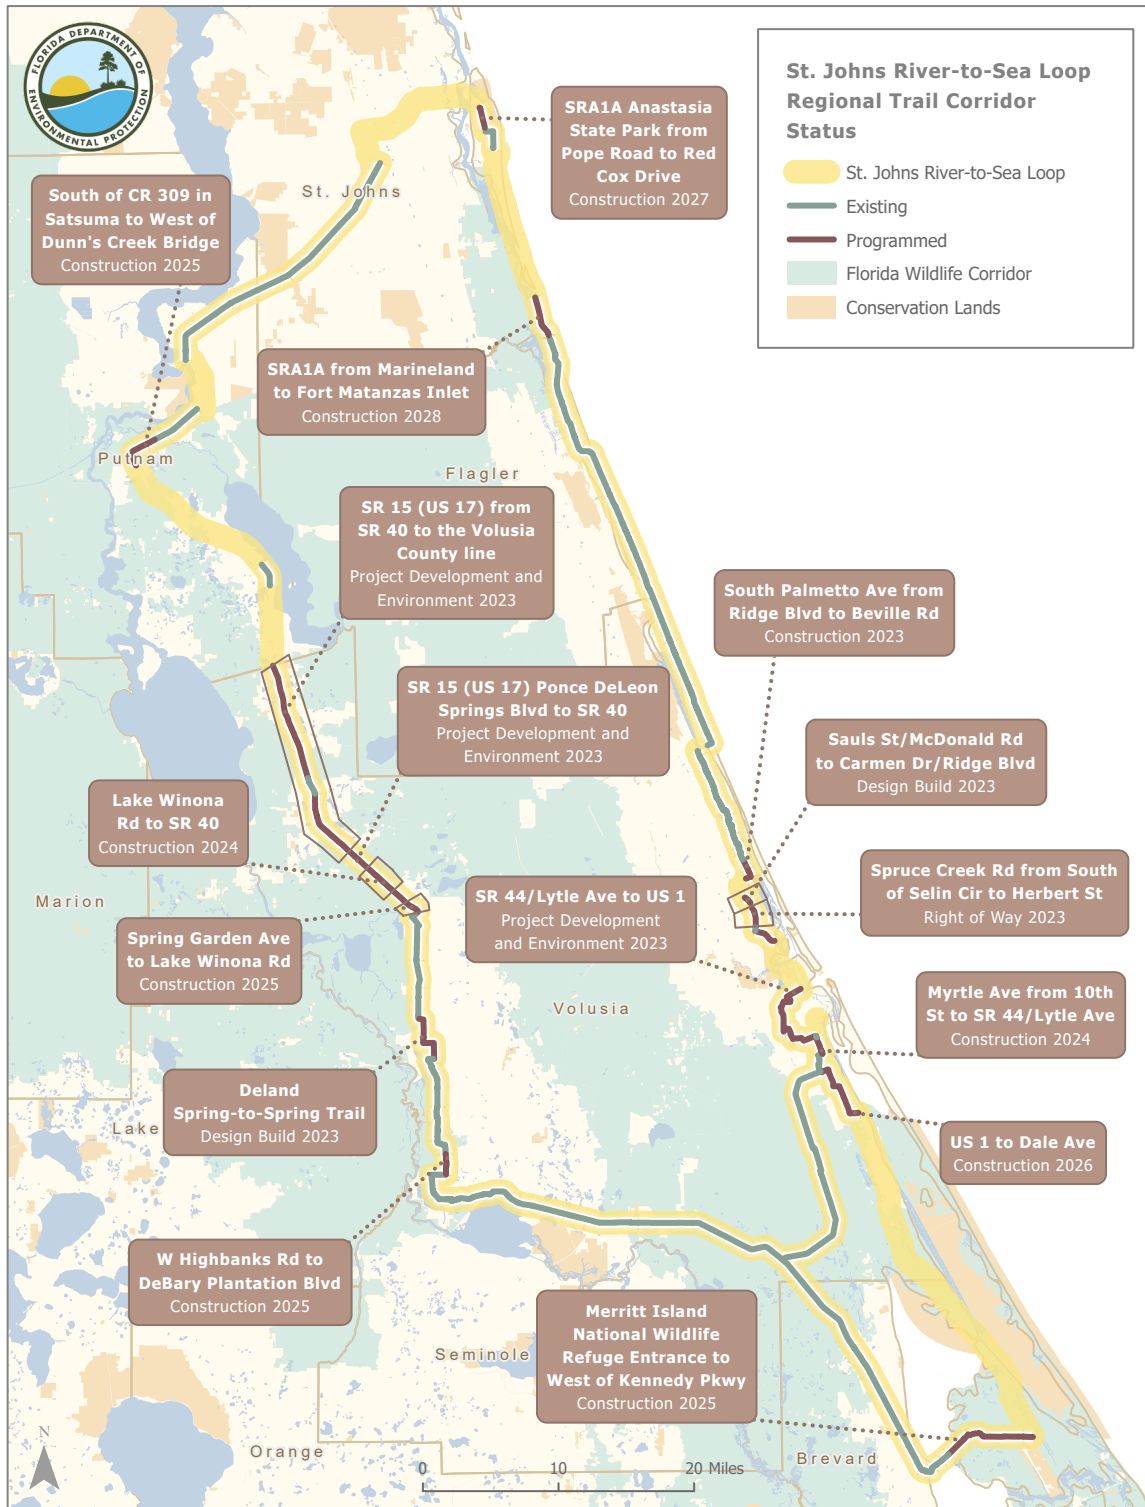 FLORIDA DEPARTMENT OF
ENVIRONMENTAL PROTECTION
St. Johns River-to-Sea Loop
Regional Trail Corridor
Status
St. Johns River-to-Sea Loop
Existing
Programmed
Florida Wildlife Corridor
Conservation Lands
SRA1A Anastasia
State Park from
Pope Road to Red
Cox Drive
Construction 2027
St. Johns
South of CR 309 in
Satsuma to West of
Dunn's Creek Bridge
Construction 2025
SRA1A from Marineland
to Fort Matanzas Inlet
Construction 2028
Putnam
Flagler
SR 15 (US 17) from
SR 40 to the Volusia
County line
Project Development and
Environment 2023
South Palmetto Ave from
Ridge Blvd to Beville Rd
Construction 2023
SR 15 (US 17) Ponce DeLeon
Springs Blvd to SR 40
Project Development and
Environment 2023
Sauls St/McDonald Rd
to Carmen Dr/Ridge Blvd
Design Build 2023
Lake Winona
Rd to SR 40
Construction 2024
Marion
SR 44/Lytle Ave to US 1
Project Development
and Environment 2023
Spruce Creek Rd from South
of Selin Cir to Herbert St
Right of Way 2023
Spring Garden Ave
to Lake Winona Rd
Construction 2025
Volusia
Myrtle Ave from 10th
St to SR 44/Lytle Ave
Construction 2024
Deland
Spring-to-Spring Trail
Design Build 2023
Lake
US 1 to Dale Ave
Construction 2026
W Highbanks Rd to
DeBary Plantation Blvd
Construction 2025
Merritt Island
National Wildlife
Refuge Entrance to
West of Kennedy Pkwy
Construction 2025
Seminole
Orange
Brevard
N
0 10 20 Miles